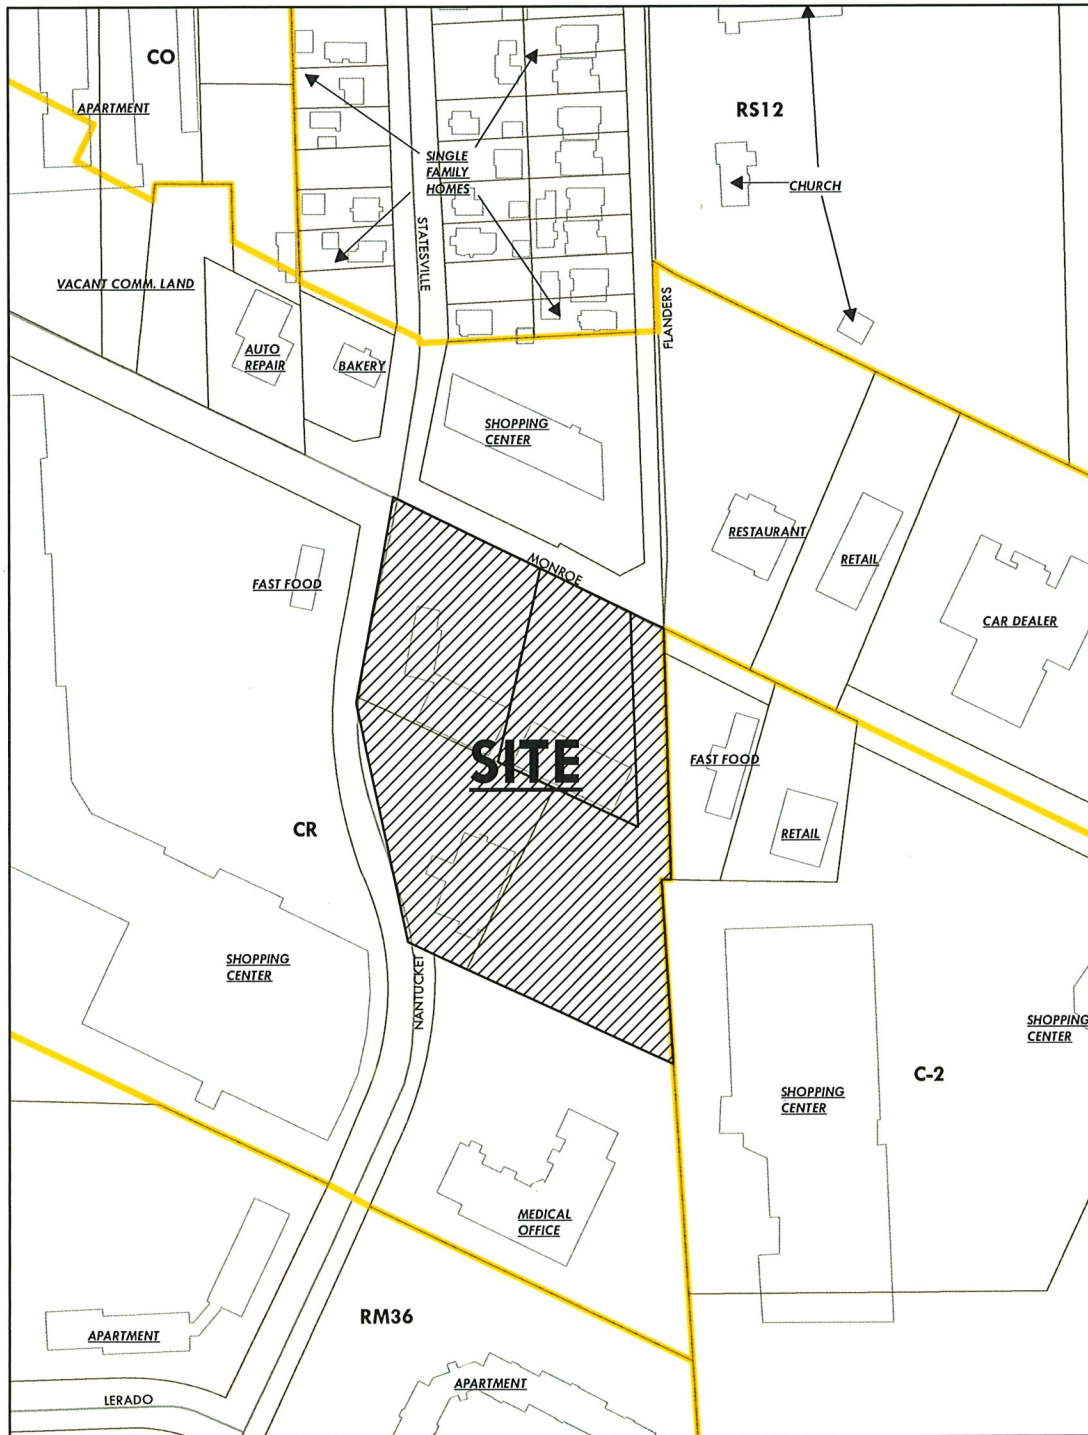 CO
APARTMENT
RS12
SINGLE
FAMILY
HOMES
CHURCH
STATESVILLE
VACANT COMM. LAND
FLANDERS
AUTO
REPAIR
BAKERY
SHOPPING
CENTER
RESTAURANT
RETAIL
MONROE
FAST FOOD
CAR DEALER
SITE
FAST FOOD
CR
RETAIL
SHOPPING
CENTER
NANTUCKET
SHOPPING
CENTER
C-2
SHOPPING
CENTER
MEDICAL
OFFICE
RM36
APARTMENT
APARTMENT
LERADO